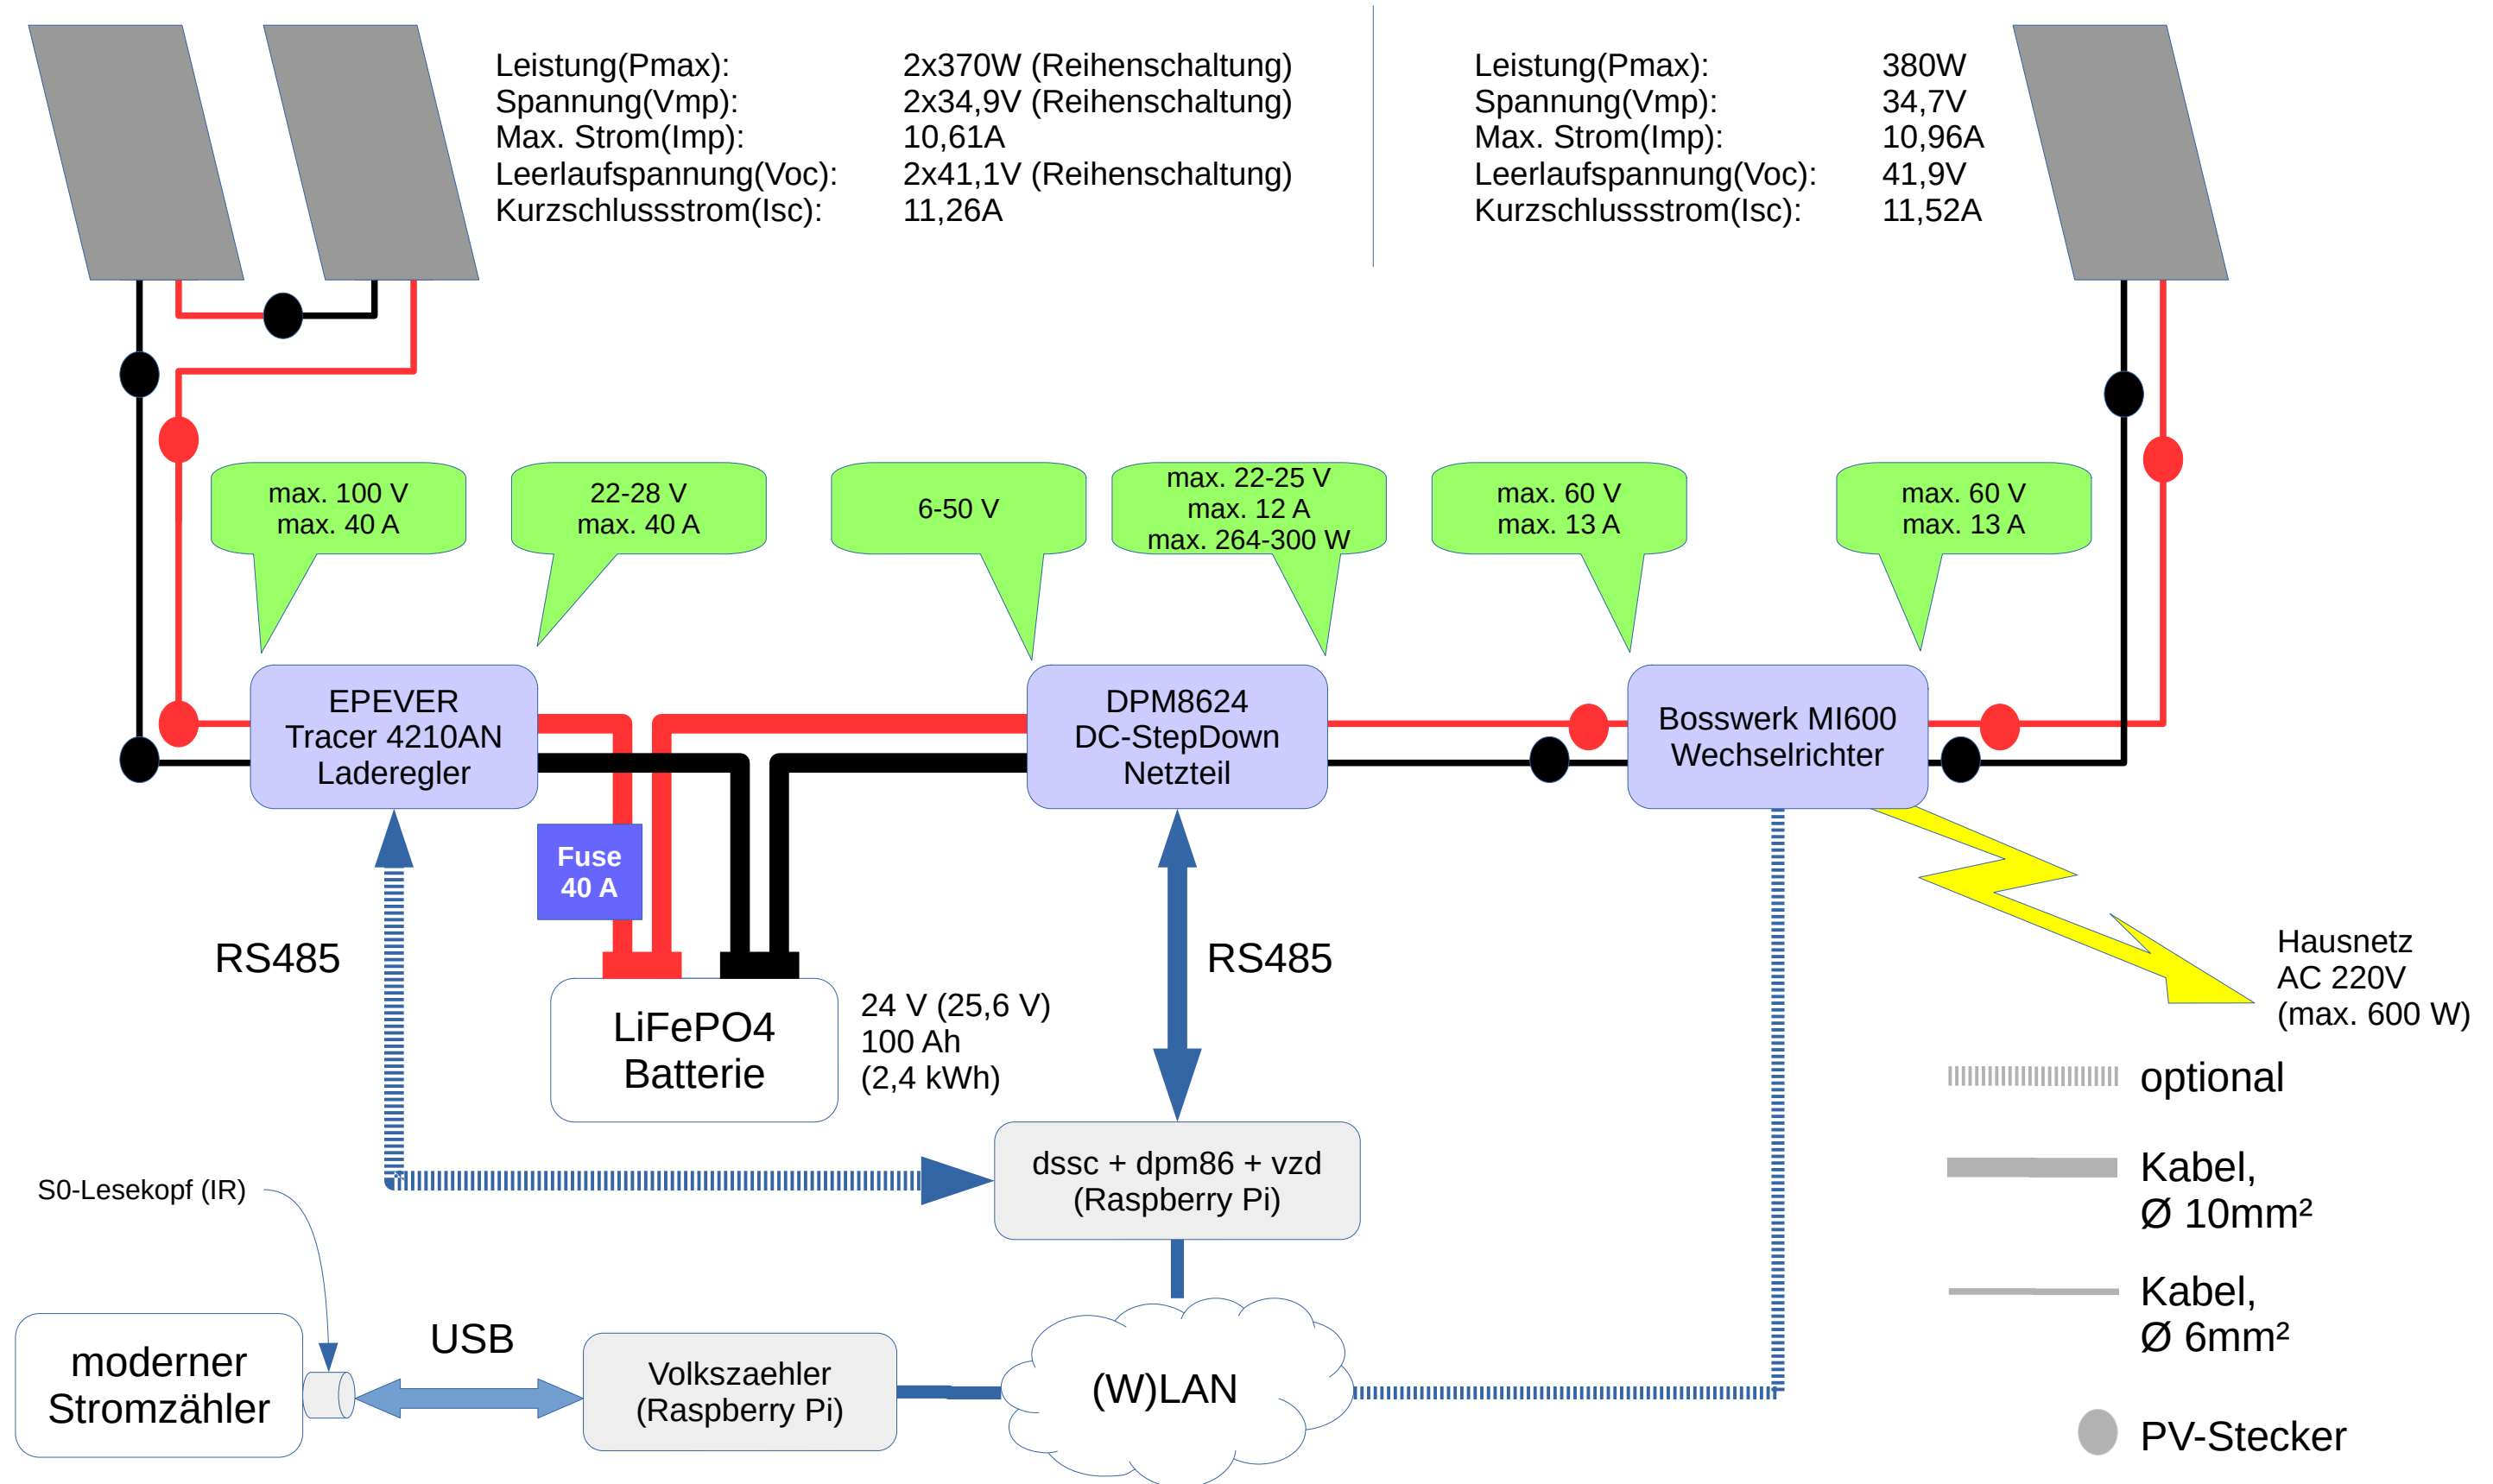 Leistung(Pmax): 2x370W (Reihenschaltung)
Spannung(Vmp): 2x34,9V (Reihenschaltung)
Max. Strom(Imp): 10,61A
Leerlaufspannung(Voc): 2x41,1V (Reihenschaltung)
Kurzschlussstrom(Isc): 11,26A
Leistung(Pmax): 380W
Spannung(Vmp): 34,7V
Max. Strom(Imp): 10,96A
Leerlaufspannung(Voc): 41,9V
Kurzschlussstrom(Isc): 11,52A
max. 100 V
max. 40 A
22-28 V
max. 40 A
6-50 V
max. 22-25 V
max. 12 A
max. 264-300 W
max. 60 V
max. 13 A
max. 60 V
max. 13 A
EPEVER
Tracer 4210AN
Laderegler
DPM8624
DC-StepDown
Netzteil
Bosswerk MI600
Wechselrichter
Fuse
40 A
RS485
RS485
Hausnetz
AC 220V
(max. 600 W)
LiFePO4
Batterie
24 V (25,6 V)
100 Ah
(2,4 kWh)
optional
Kabel,
Ø 10mm²
Kabel,
Ø 6mm²
PV-Stecker
dssc + dpm86 + vzd
(Raspberry Pi)
S0-Lesekopf (IR)
moderner
Stromzähler
USB
Volkszaehler
(Raspberry Pi)
(W)LAN